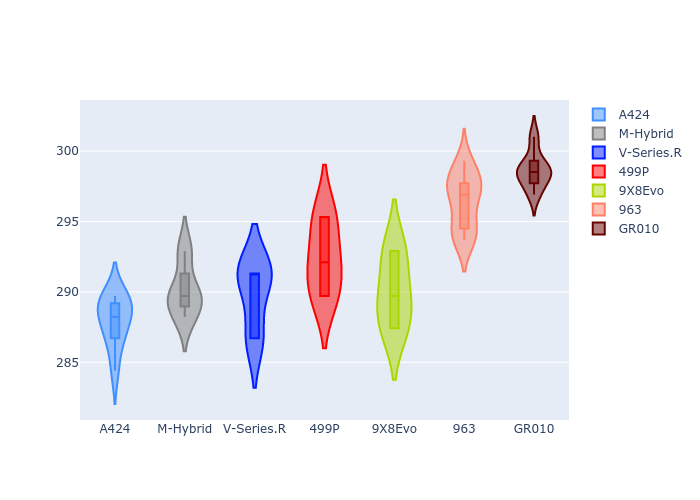 300
295
290
285
A424
M-Hybrid
V-Series.R
499P
9X8Evo
963
GR010
A424
M-Hybrid
V-Series.R
499P
9X8Evo
963
GR010